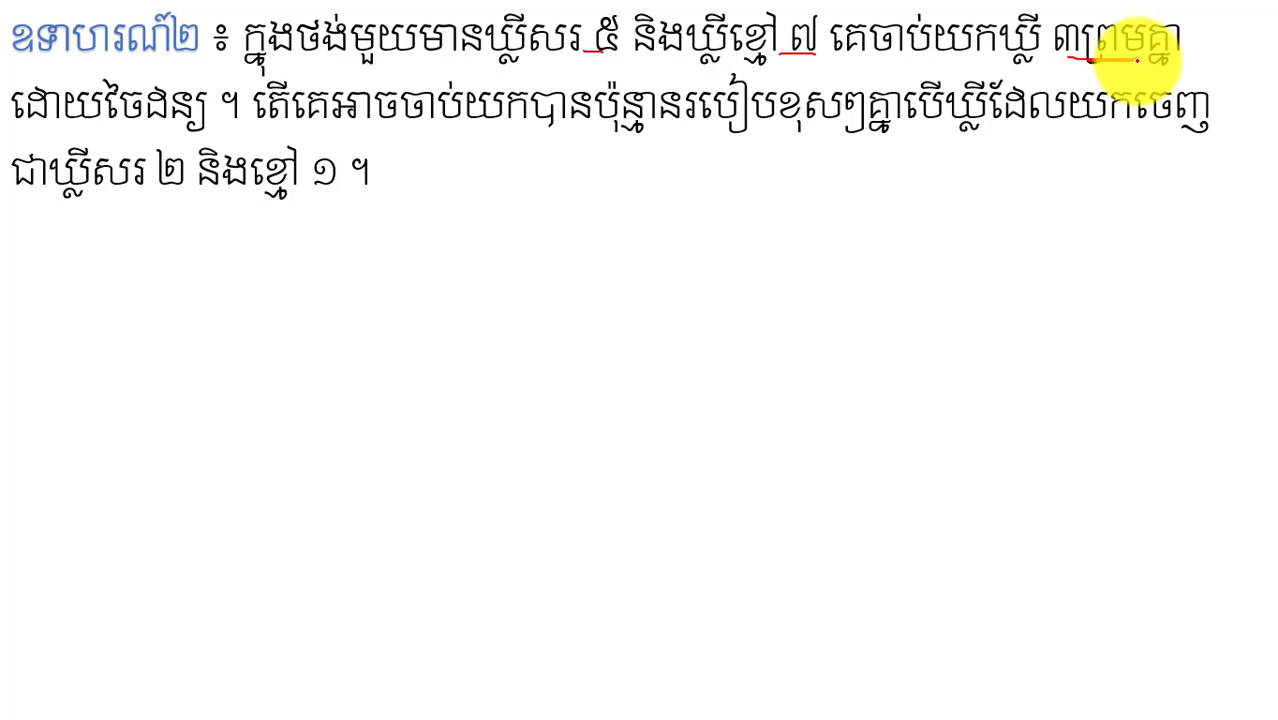 ឧទាហរណ៍២ ៖ ក្នុងថង់មួយមានឃ្លីសរ ៥ និងឃ្លីខ្មៅ ៧ គេចាប់យកឃ្លី ៣ព្រមគ្នា
ដោយចៃដន្យ ។ តើគេអាចចាប់យកបានប៉ុន្មានរបៀបខុសៗគ្នាបើឃ្លីដែលយកចេញ
ជាឃ្លីសរ ២ និងខ្មៅ ១ ។